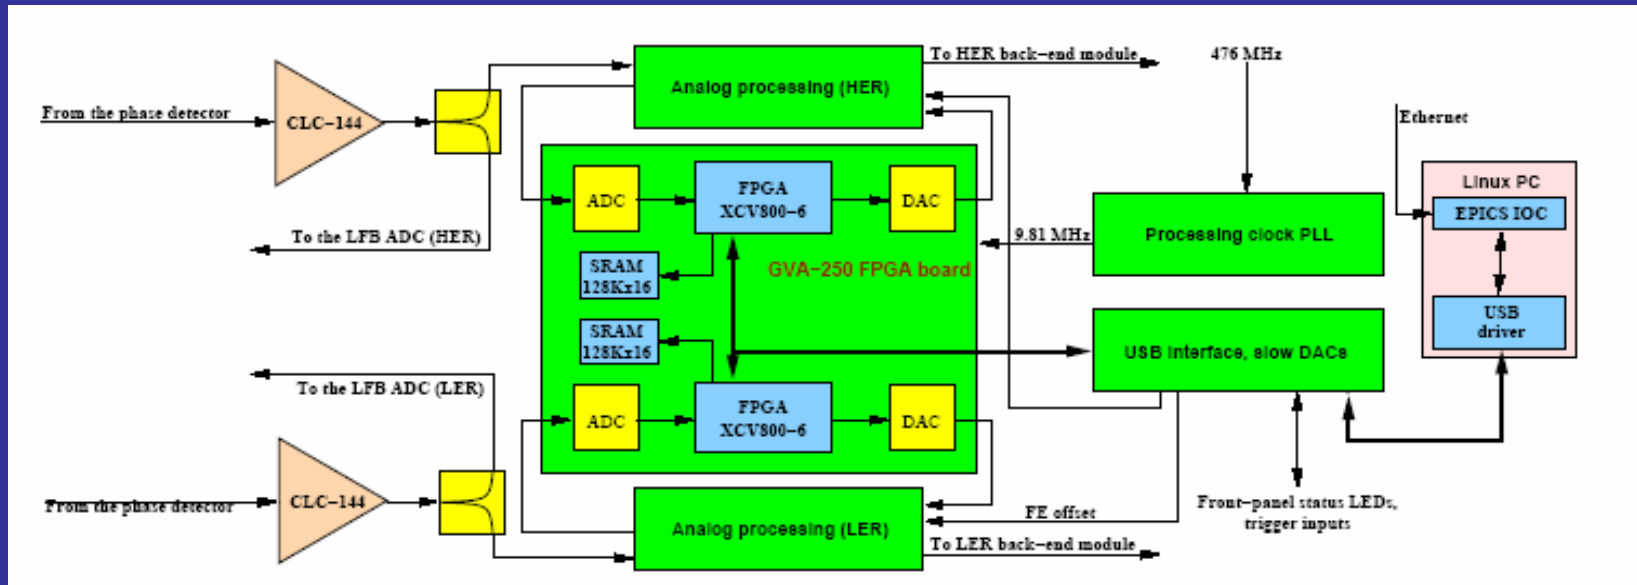 To HER back-end module
476 MHz
Analog processing (HER)
From the phase detector
CLC-144
Ethernet
Linux PC
ADC
FPGA
XCV800-6
DAC
EPICS IOC
To the LFB ADC (HER)
9.81 MHz
Processing clock PLL
SRAM
128Kx16
GVA-250 FPGA board
USB
driver
SRAM
128Kx16
USB Interface, slow DACs
To the LFB ADC (LER)
ADC
FPGA
XCV800-6
DAC
From the phase detector
CLC-144
Analog processing (LER)
FE offset
Front-panel status LEDs,
trigger inputs
To LER back-end module